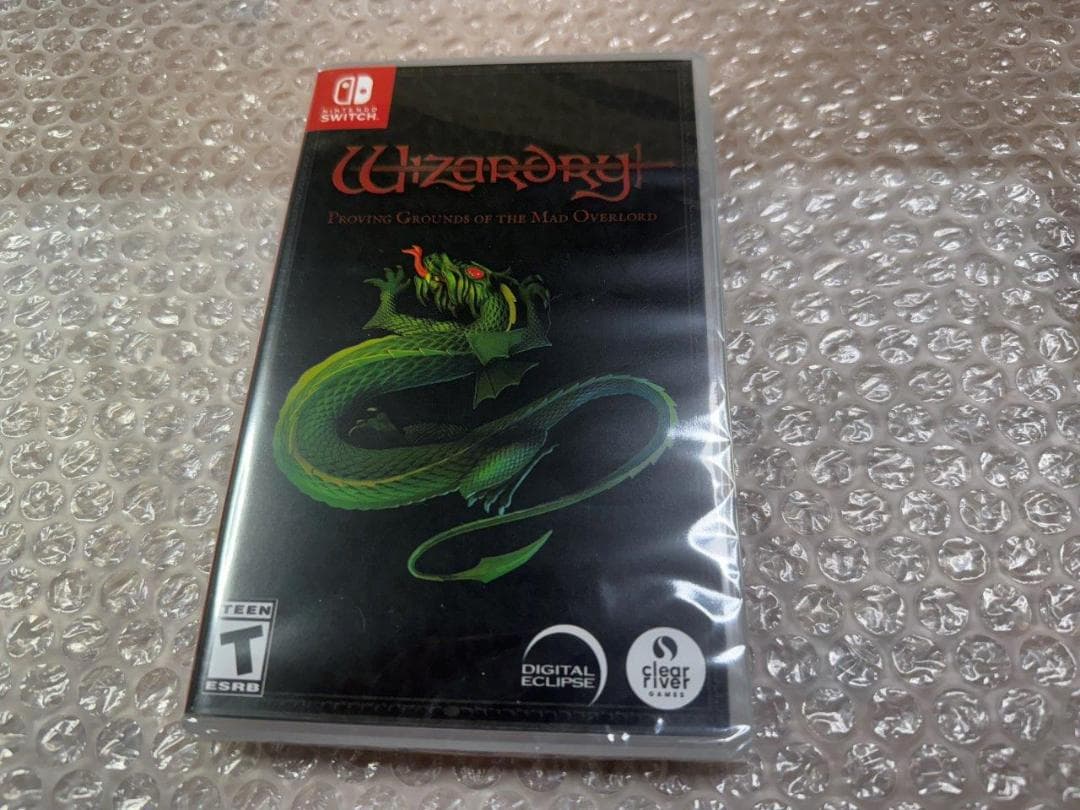 NINTENDO
SWITCH
Wizardry
Proving Grounds of the Mad Overlord
TEEN
T
ESRB
DIGITAL
ECLIPSE
clear
river
GAMES